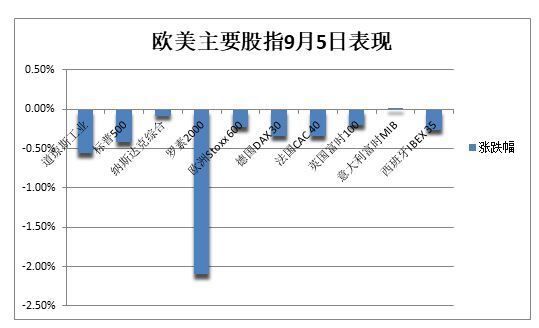 欧美主要股指9月5日表现
0.50%
0.00%
-0.50%
-1.00%
-1.50%
-2.00%
-2.50%
道琼斯工业
标普500
纳斯达克综合
罗素2000
欧洲Stoxx600
德国DAX30
法国CAC40
英国富时100
意大利富时MIB
西班牙IBEX35
涨跌幅